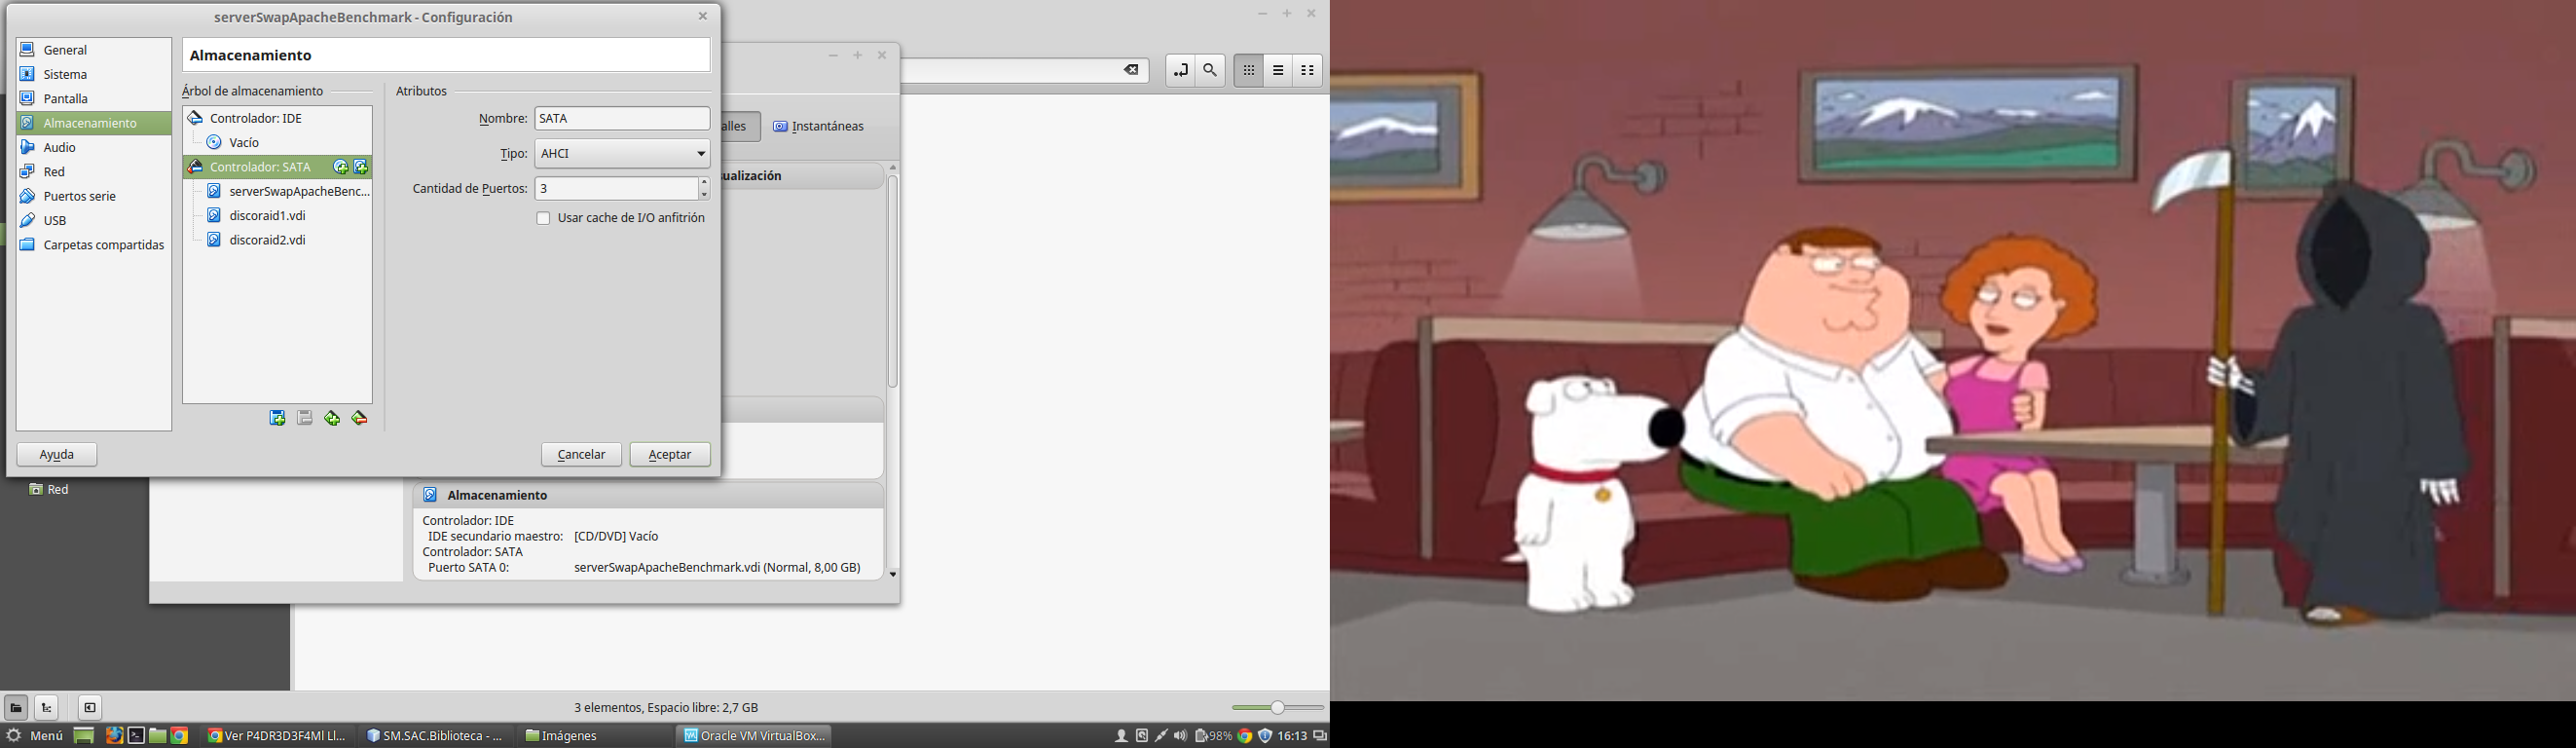 serverSwapApacheBenchmark - Configuración
General
Sistema
Pantalla
Almacenamiento
Audio
Red
Puertos serie
USB
Carpetas compartidas
Almacenamiento
Árbol de almacenamiento
Controlador: IDE
Vacío
Controlador: SATA
serverSwapApacheBenc...
discoraid1.vdi
discoraid2.vdi
Atributos
Nombre: SATA
Tipo: AHCI
Cantidad de Puertos: 3
Usar cache de I/O anfitrión
Ayuda
Cancelar
Aceptar
alles
Instantáneas
ualización
Red
Almacenamiento
Controlador: IDE
IDE secundario maestro: [CD/DVD] Vacío
Controlador: SATA
Puerto SATA 0: serverSwapApacheBenchmark.vdi (Normal, 8,00 GB)
3 elementos, Espacio libre: 2,7 GB
Menú
Ver P4DR3D3F4Ml Ll...
SM.SAC.Biblioteca - ...
Imágenes
Oracle VM VirtualBox...
98%
16:13